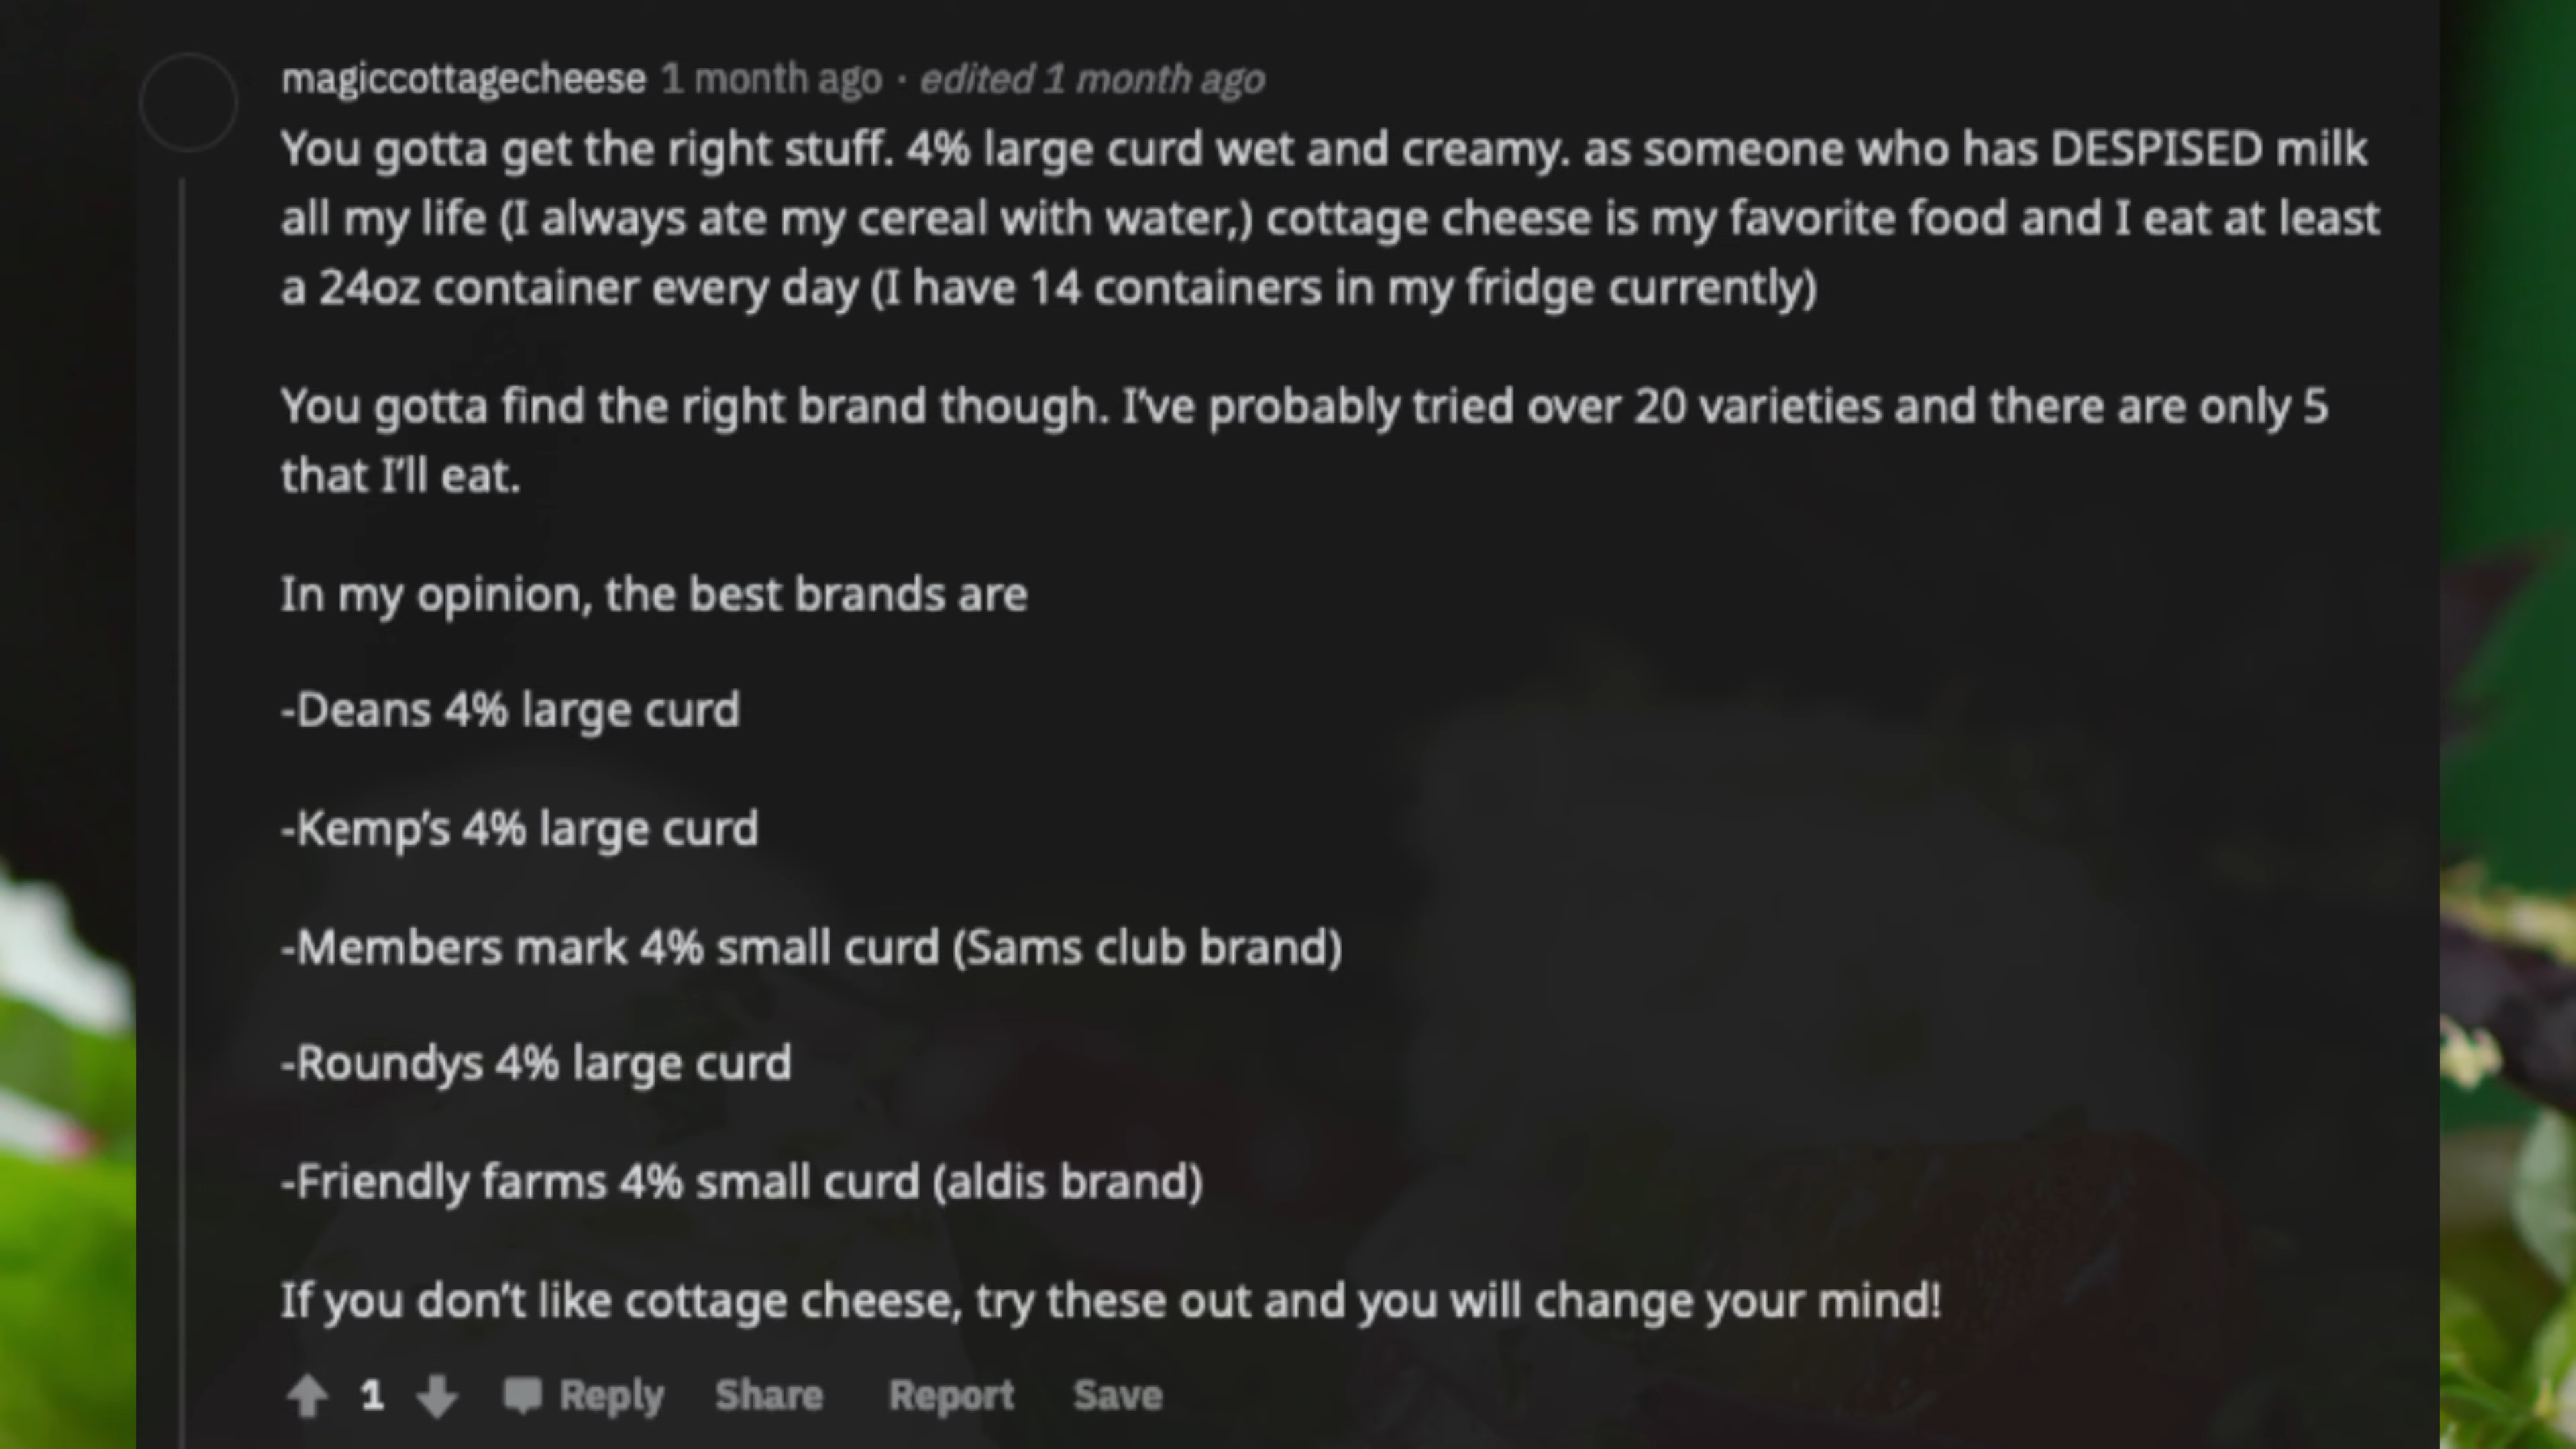 magiccottagecheese 1 month ago · edited 1 month ago
You gotta get the right stuff. 4% large curd wet and creamy. as someone who has DESPISED milk
all my life (I always ate my cereal with water,) cottage cheese is my favorite food and I eat at least
a 24oz container every day (I have 14 containers in my fridge currently)
You gotta find the right brand though. I’ve probably tried over 20 varieties and there are only 5
that I’ll eat.
In my opinion, the best brands are
-Deans 4% large curd
-Kemp’s 4% large curd
-Members mark 4% small curd (Sams club brand)
-Roundys 4% large curd
-Friendly farms 4% small curd (aldis brand)
If you don’t like cottage cheese, try these out and you will change your mind!
1 Reply Share Report Save